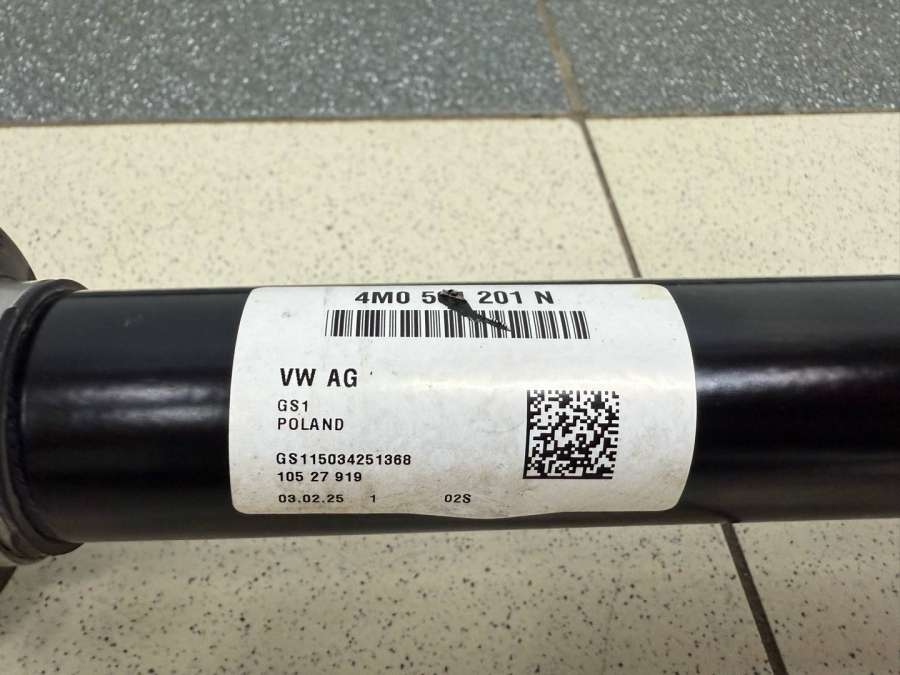 4M0 201 N
VW AG
GS1
POLAND
GS115034251368
105 27 919
03.02.25 1 02S